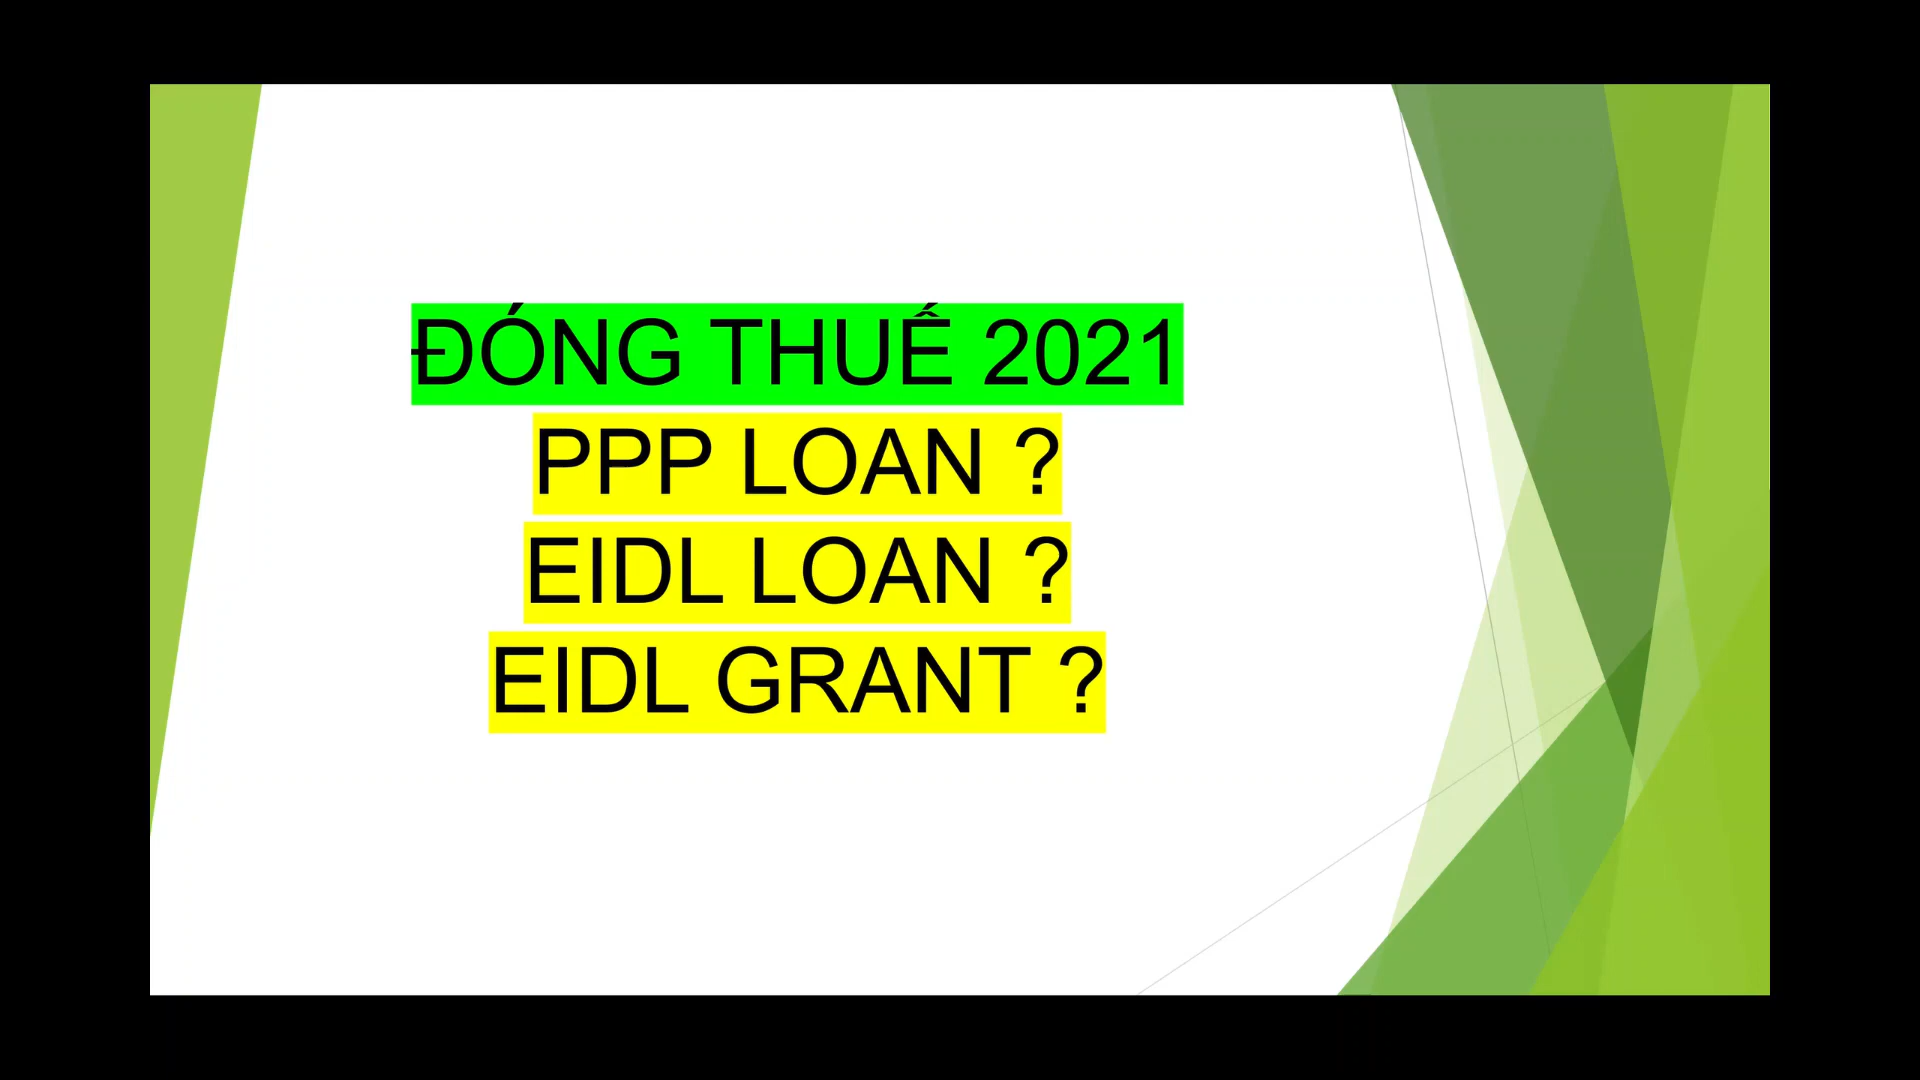 ĐÓNG THUẾ 2021
PPP LOAN ?
EIDL LOAN ?
EIDL GRANT ?